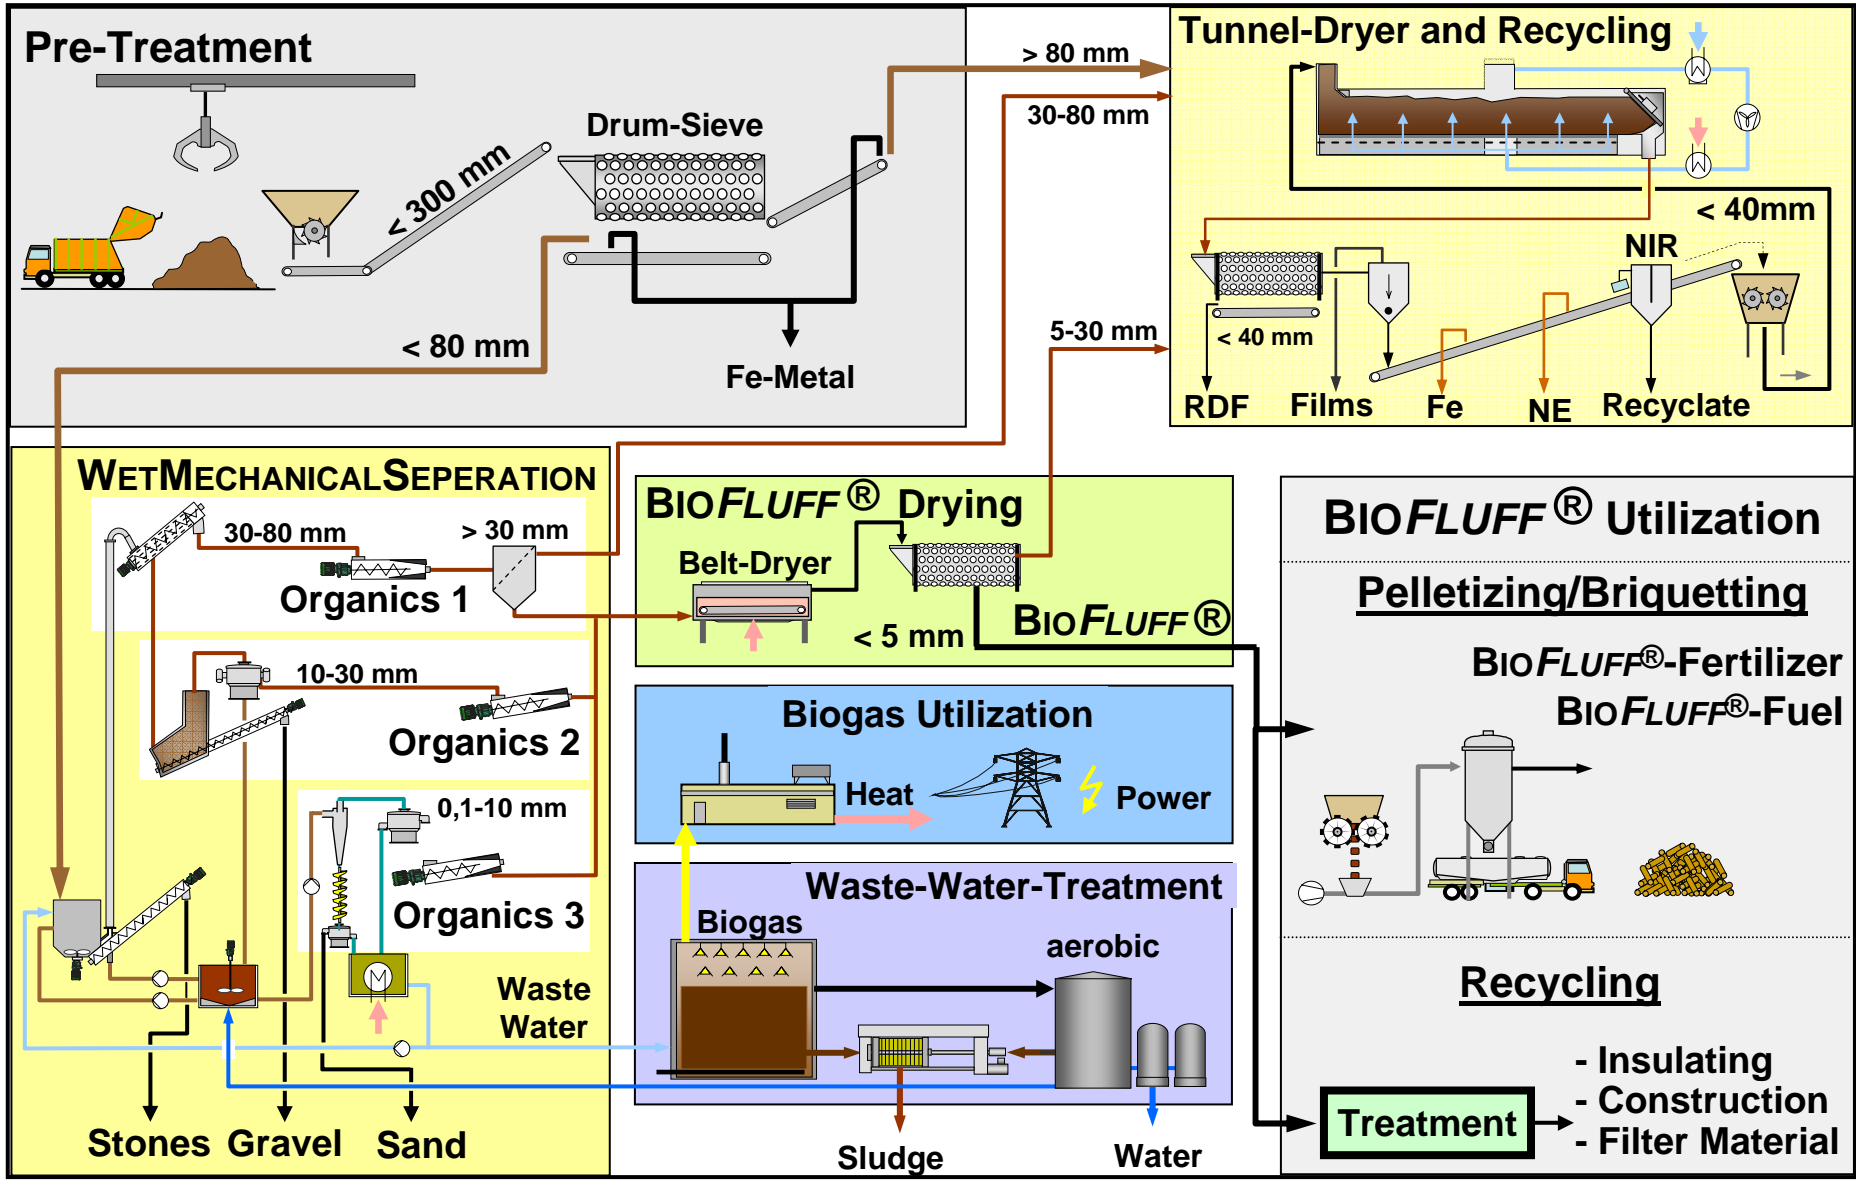 Pre-Treatment
Drum-Sieve
< 300 mm
< 80 mm
Fe-Metal
> 80 mm
30-80 mm
5-30 mm
Tunnel-Dryer and Recycling
< 40mm
NIR
< 40 mm
RDF
Films
Fe
NE
Recyclate
WETMECHANICALSEPERATION
30-80 mm
> 30 mm
Organics 1
10-30 mm
Organics 2
0,1-10 mm
Organics 3
M
Waste
Water
Stones
Gravel
Sand
BIOFLUFF® Drying
Belt-Dryer
< 5 mm
BIOFLUFF®
Biogas Utilization
Heat
Power
Waste-Water-Treatment
Biogas
aerobic
Sludge
Water
BIOFLUFF® Utilization
Pelletizing/Briquetting
BIOFLUFF®-Fertilizer
BIOFLUFF®-Fuel
Recycling
Treatment
- Insulating
- Construction
- Filter Material